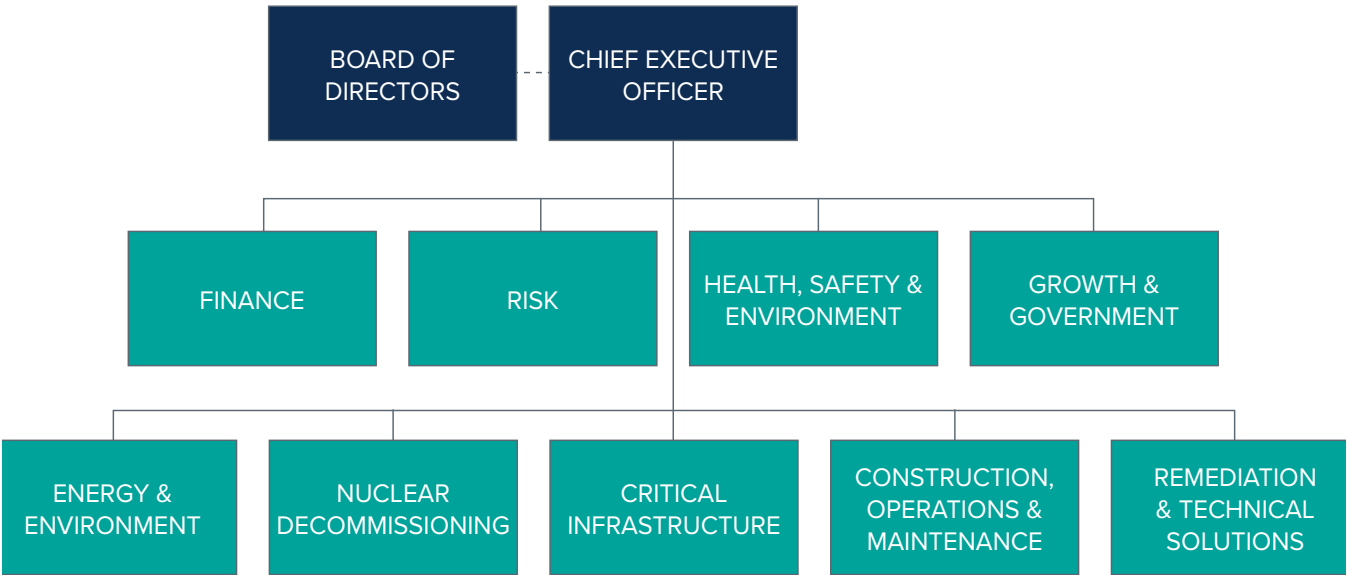 BOARD OF
DIRECTORS
CHIEF EXECUTIVE
OFFICER
FINANCE
RISK
HEALTH, SAFETY &
ENVIRONMENT
GROWTH &
GOVERNMENT
ENERGY &
ENVIRONMENT
NUCLEAR
DECOMMISSIONING
CRITICAL
INFRASTRUCTURE
CONSTRUCTION,
OPERATIONS &
MAINTENANCE
REMEDIATION
& TECHNICAL
SOLUTIONS